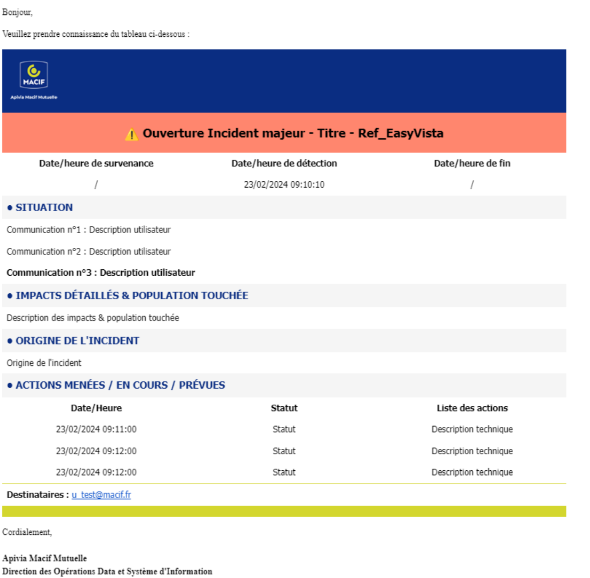 Bonjour,
Veuillez prendre connaissance du tableau ci-dessous :
MACIF
Apivia Macif Mutuelle
⚠ Ouverture Incident majeur - Titre - Ref_EasyVista
Date/heure de survenance Date/heure de détection Date/heure de fin
/ 23/02/2024 09:10:10 /
• SITUATION
Communication n°1 : Description utilisateur
Communication n°2 : Description utilisateur
Communication n°3 : Description utilisateur
• IMPACTS DÉTAILLÉS & POPULATION TOUCHÉE
Description des impacts & population touchée
• ORIGINE DE L'INCIDENT
Origine de l'incident
• ACTIONS MENÉES / EN COURS / PRÉVUES
Date/Heure Statut Liste des actions
23/02/2024 09:11:00 Statut Description technique
23/02/2024 09:12:00 Statut Description technique
23/02/2024 09:12:00 Statut Description technique
Destinataires : u_test@macif.fr
Cordialement,
Apivia Macif Mutuelle
Direction des Opérations Data et Système d'Information